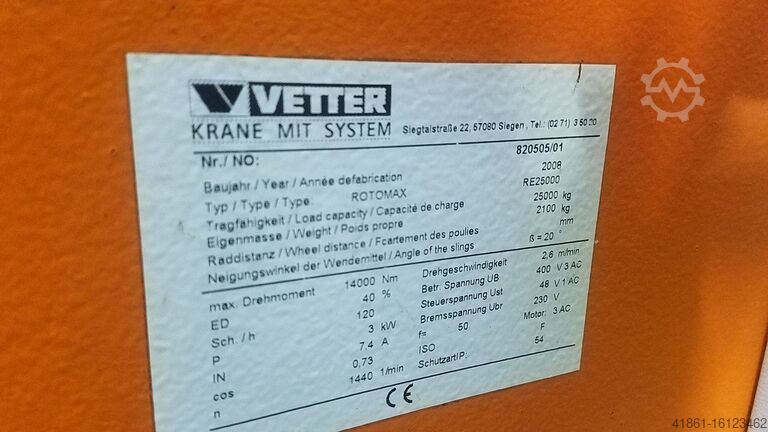 VETTER
KRANE MIT SYSTEM
Siegtalstraße 22, 57080 Siegen , Tel.: (02 71) 3 50 20
Nr./ NO: 820505/01
Baujahr / Year / Année defabrication 2008
Typ / Type / Type: ROTOMAX RE25000
Tragfähigkeit / Load capacity / Capacité de charge 25000 kg
Eigenmasse / Weight / Poids propre 2100 kg
Raddistanz / Wheel distance / Fcartement des poulies mm
Neigungswinkel der Wendemittel / Angle of the slings ß = 20 °
max. Drehmoment 14000 Nm Drehgeschwindigkeit 2,6 m/min
ED 40 % Betr. Spannung UB 400 V 3 AC
Sch. / h 120 Steuerspannung Ust 48 V 1 AC
P 3 kW Bremsspannung Ubr 230 V
IN 7,4 A f= 50 Motor: 3 AC
cos 0,73 ISO F
n 1440 1/min Schutzart IP: 54
CE
41861-16123462